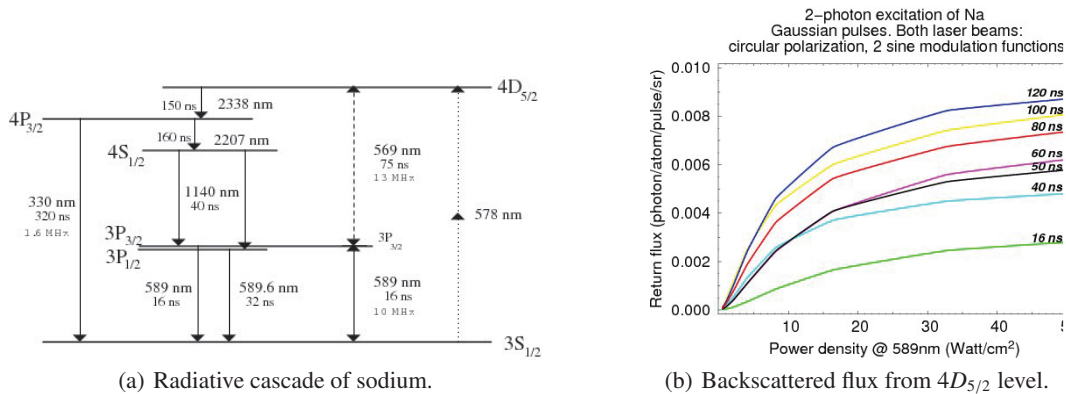 4D5/2
150 ns
2338 nm
4P3/2
160 ns
2207 nm
4S1/2
569 nm
75 ns
13 MHz
1140 nm
40 ns
330 nm
320 ns
1.6 MHz
578 nm
3P3/2
3P3/2
3P1/2
589 nm
16 ns
589.6 nm
32 ns
589 nm
16 ns
10 MHz
3S1/2
(a) Radiative cascade of sodium.
2-photon excitation of Na
Gaussian pulses. Both laser beams:
circular polarization, 2 sine modulation functions
Return flux (photon/atom/pulse/sr)
0.010
0.008
0.006
0.004
0.002
0.000
120 ns
100 ns
80 ns
60 ns
50 ns
40 ns
16 ns
10 20 30 40 5
Power density @ 589nm (Watt/cm²)
(b) Backscattered flux from 4D5/2 level.